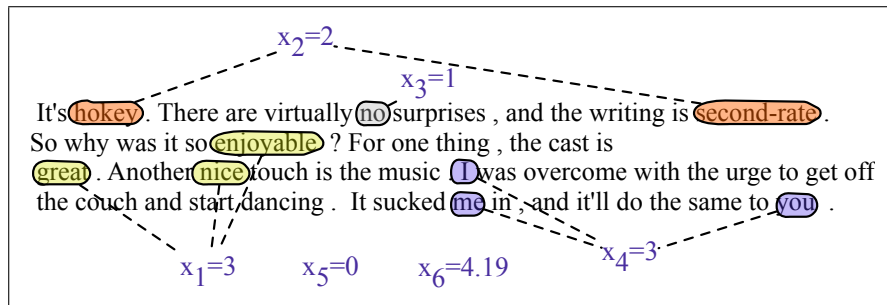 x2=2
x3=1
It's hokey . There are virtually no surprises , and the writing is second-rate .
So why was it so enjoyable ? For one thing , the cast is
great . Another nice touch is the music . I was overcome with the urge to get off
the couch and start dancing . It sucked me in , and it'll do the same to you .
x1=3 x5=0 x6=4.19 x4=3